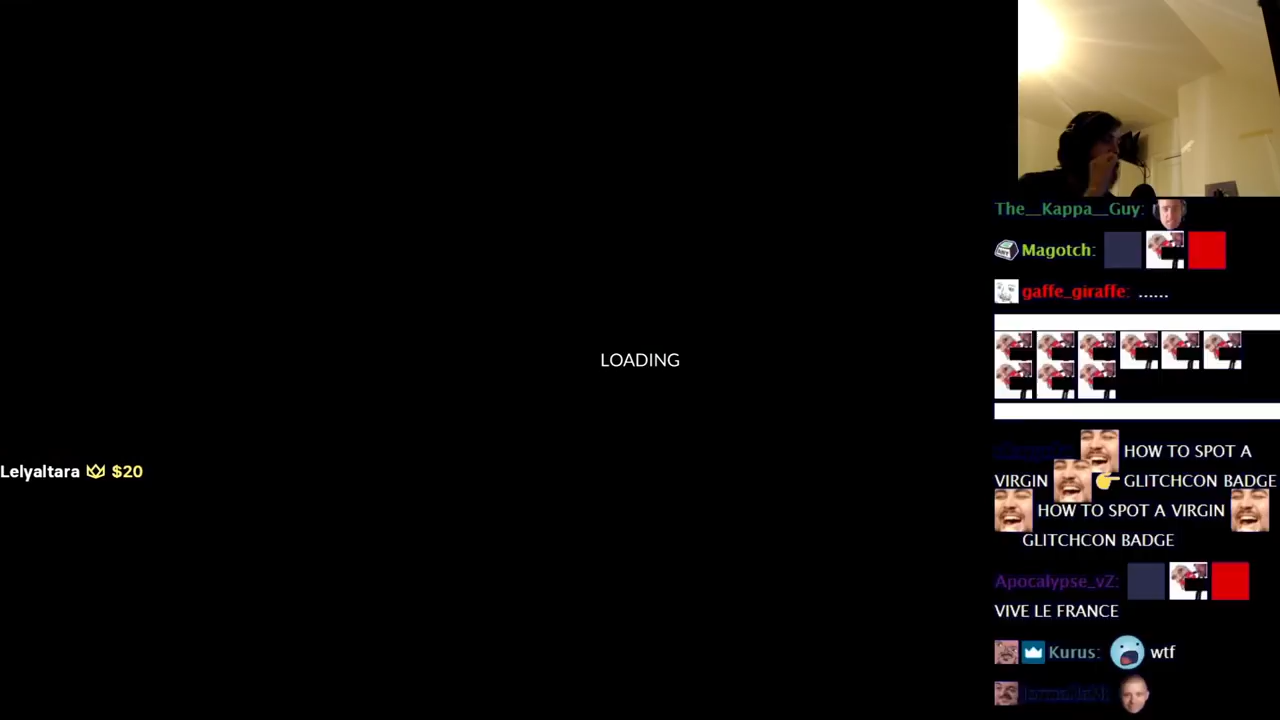 The__Kappa__Guy:
Magotch:
gaffe_giraffe: ......
LOADING
HOW TO SPOT A
VIRGIN GLITCHCON BADGE
Lelyaltara $20
HOW TO SPOT A VIRGIN
GLITCHCON BADGE
Apocalypse_vZ:
VIVE LE FRANCE
Kurus: wtf